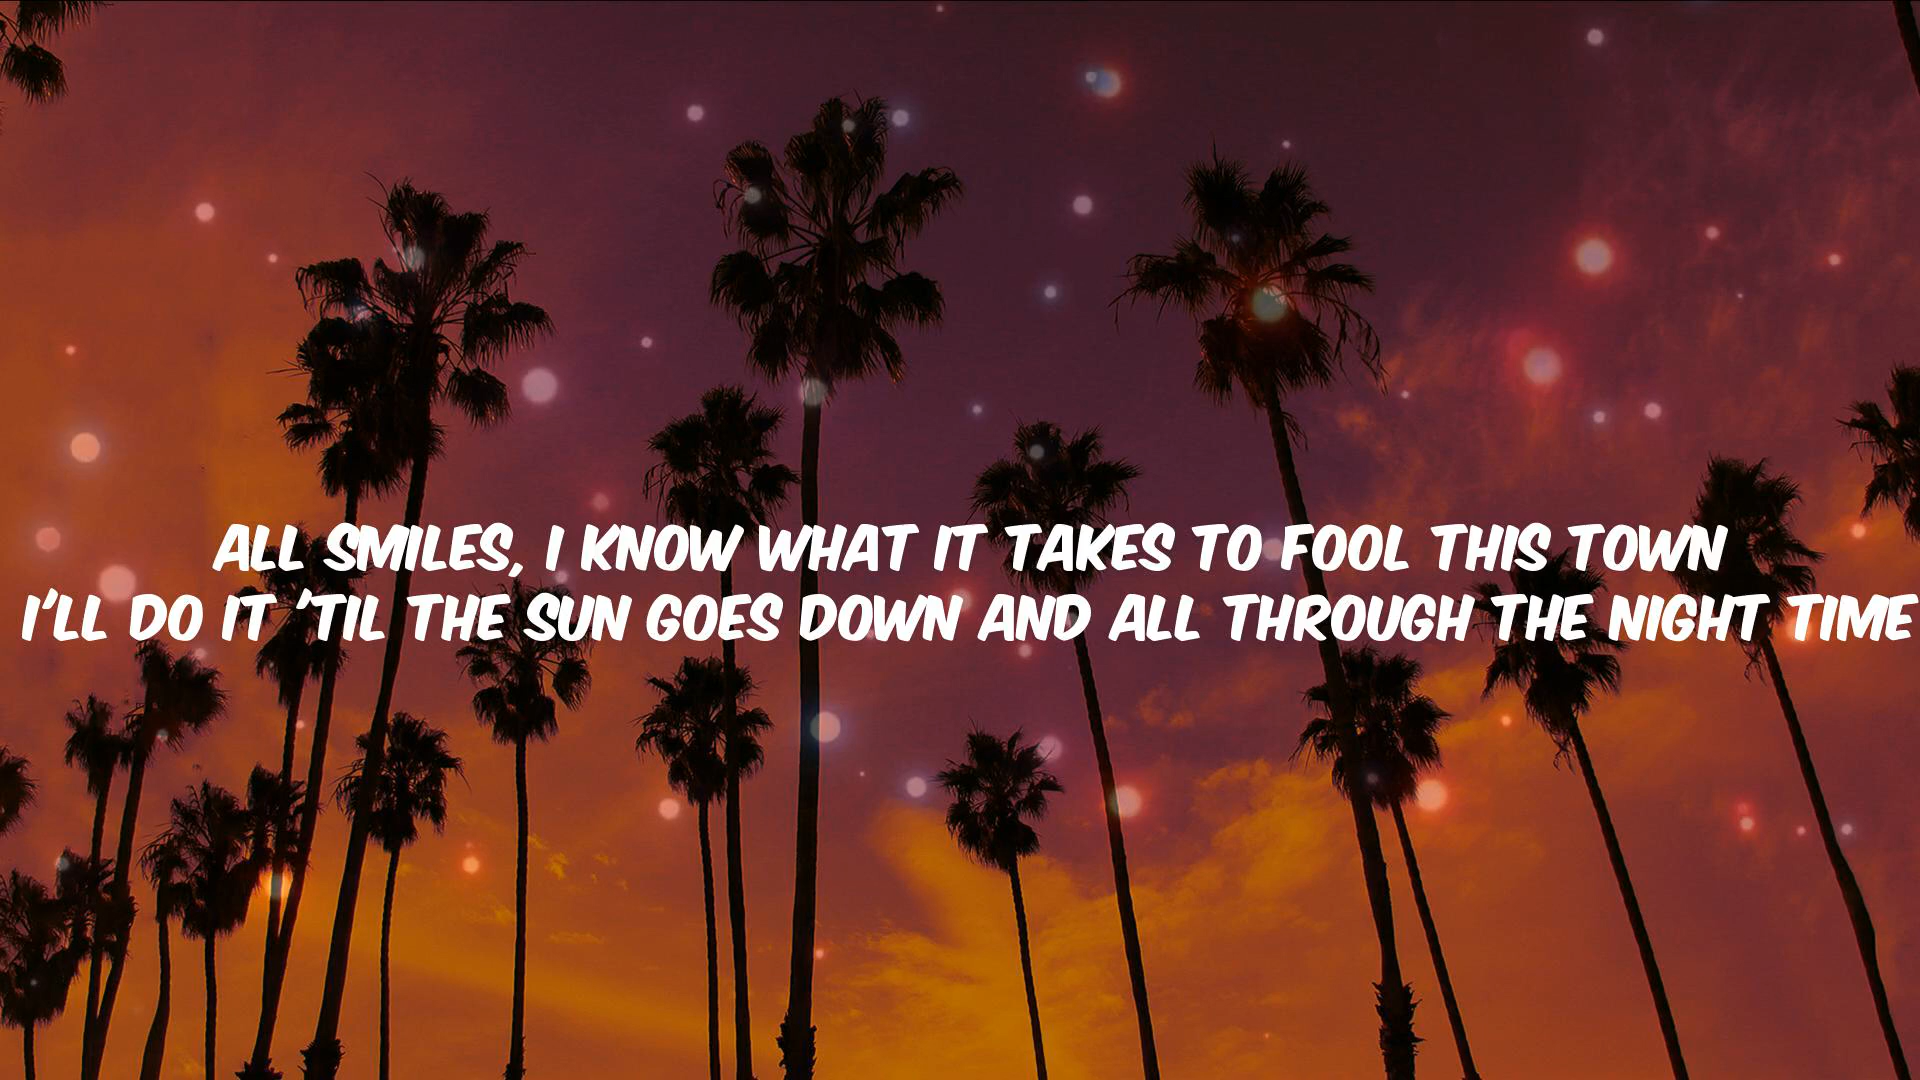 ALL SMILES, I KNOW WHAT IT TAKES TO FOOL THIS TOWN
I'LL DO IT 'TIL THE SUN GOES DOWN AND ALL THROUGH THE NIGHT TIME